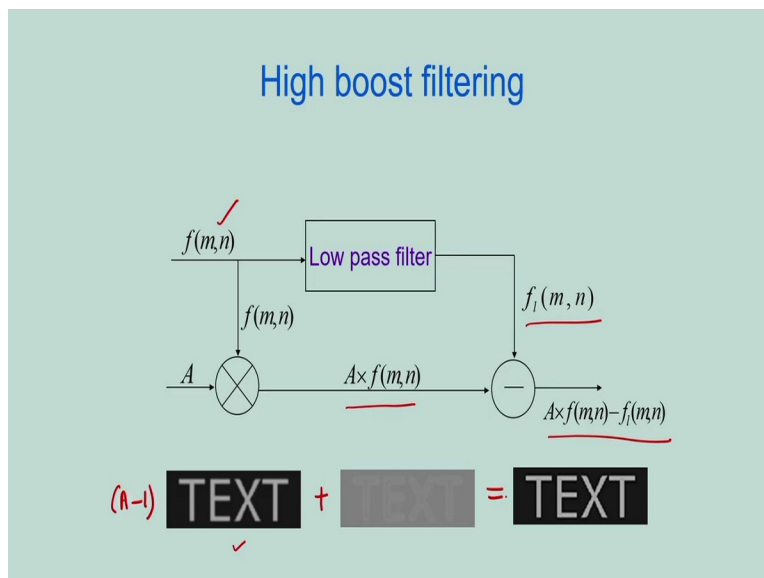 High boost filtering
f(m,n)
Low pass filter
f(m,n)
f_l(m,n)
A
A×f(m,n)
A×f(m,n)−f_l(m,n)
(A-1) TEXT + TEXT = TEXT